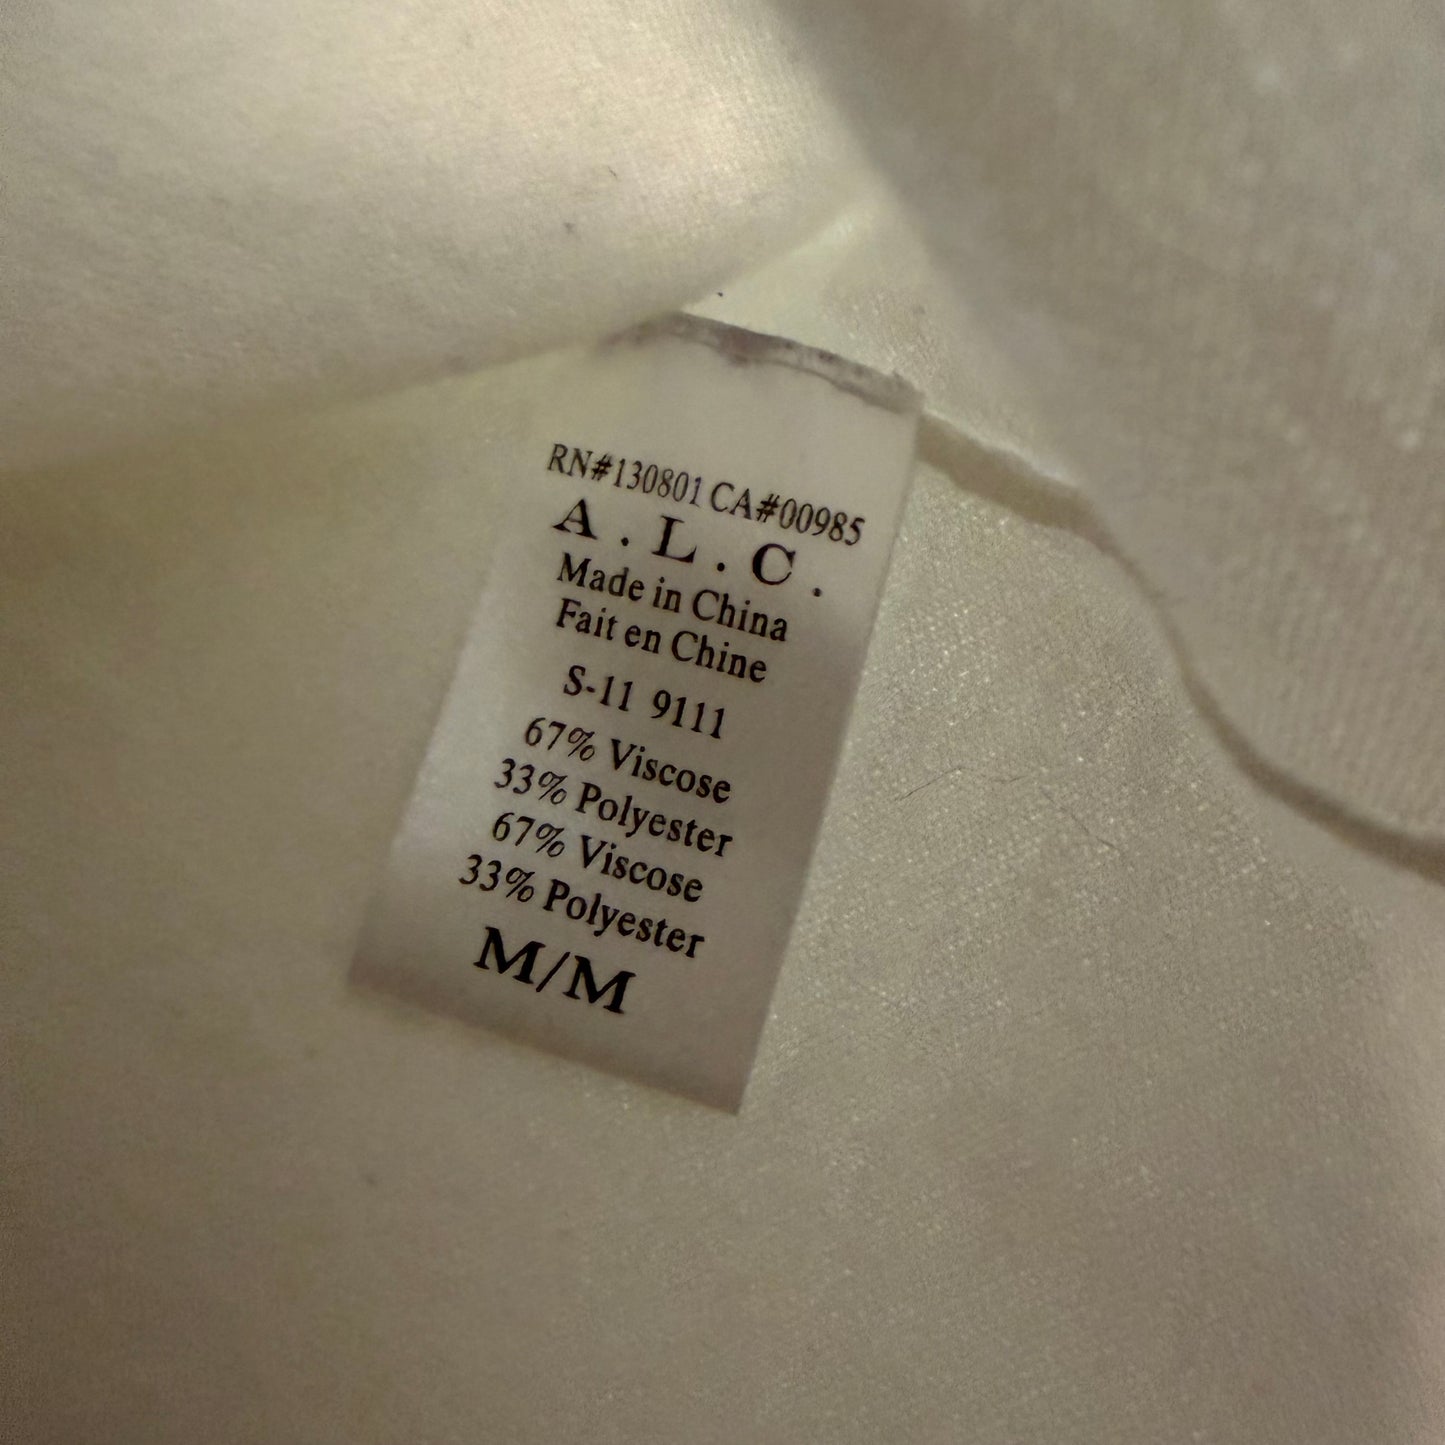 RN#130801 CA#00985
A.L.C.
Made in China
Fait en Chine
S-11 9111
67% Viscose
33% Polyester
67% Viscose
33% Polyester
M/M